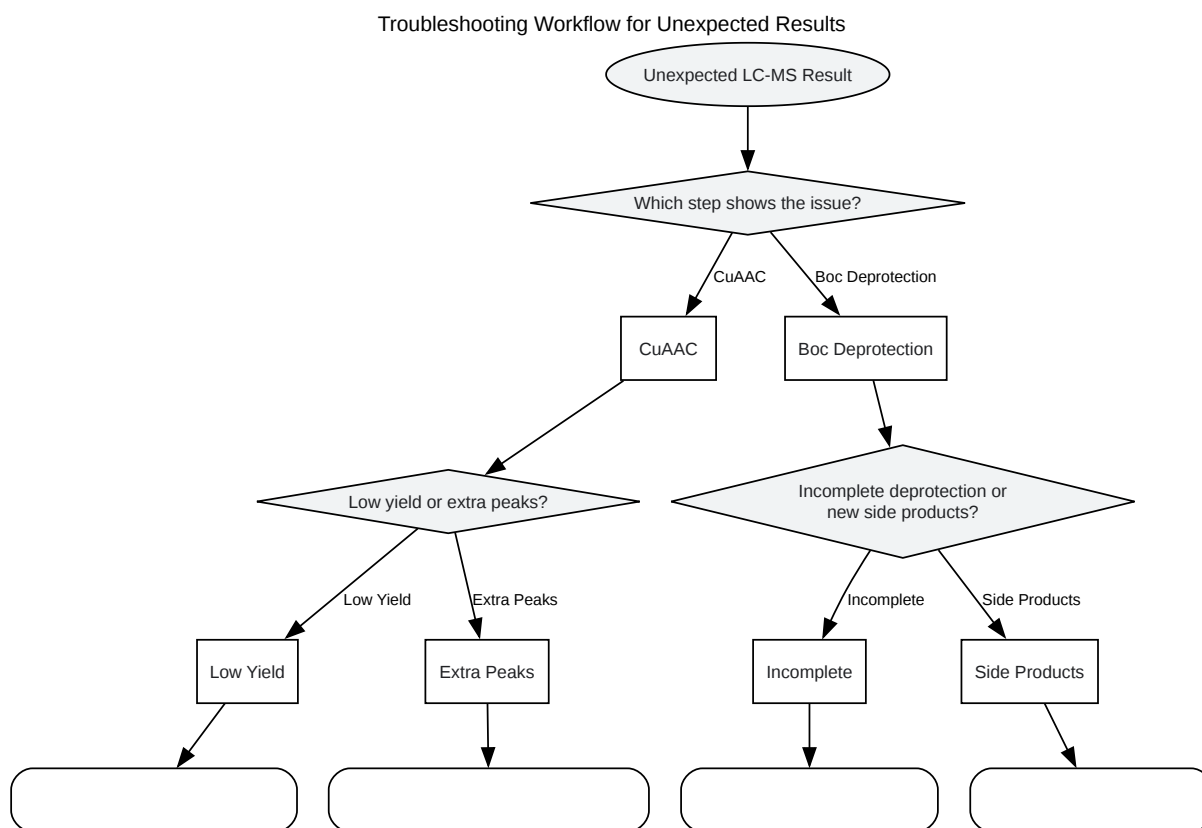 Troubleshooting Workflow for Unexpected Results
Unexpected LC-MS Result
Which step shows the issue?
CuAAC
Boc Deprotection
CuAAC
Boc Deprotection
Low yield or extra peaks?
Incomplete deprotection or
new side products?
Low Yield
Extra Peaks
Incomplete
Side Products
Low Yield
Extra Peaks
Incomplete
Side Products